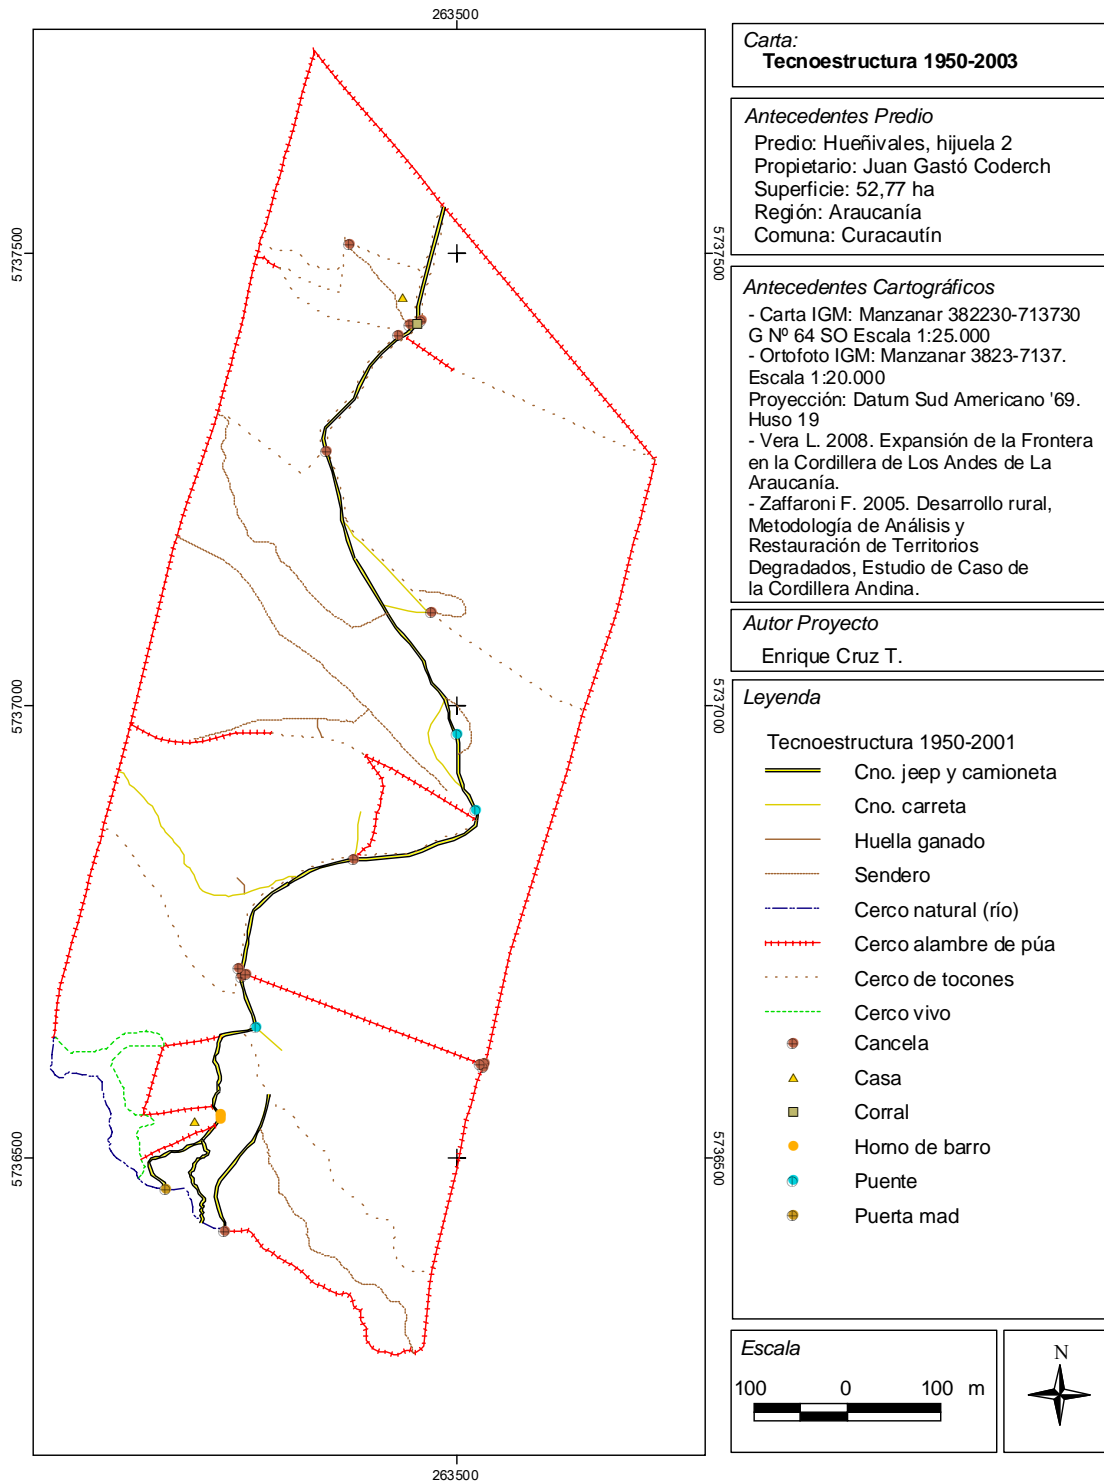 263500
Carta:
Tecnoestructura 1950-2003
Antecedentes Predio
Predio: Hueñivales, hijuela 2
Propietario: Juan Gastó Coderch
Superficie: 52,77 ha
Región: Araucanía
Comuna: Curacautín
5737500
5737500
Antecedentes Cartográficos
- Carta IGM: Manzanar 382230-713730
G Nº 64 SO Escala 1:25.000
- Ortofoto IGM: Manzanar 3823-7137.
Escala 1:20.000
Proyección: Datum Sud Americano '69.
Huso 19
- Vera L. 2008. Expansión de la Frontera
en la Cordillera de Los Andes de La
Araucanía.
- Zaffaroni F. 2005. Desarrollo rural,
Metodología de Análisis y
Restauración de Territorios
Degradados, Estudio de Caso de
la Cordillera Andina.
Autor Proyecto
Enrique Cruz T.
5737000
5737000
Leyenda
Tecnoestructura 1950-2001
Cno. jeep y camioneta
Cno. carreta
Huella ganado
Sendero
Cerco natural (río)
Cerco alambre de púa
Cerco de tocones
Cerco vivo
Cancela
Casa
Corral
Horno de barro
Puente
Puerta mad
5736500
5736500
Escala
100 0 100 m
N
263500